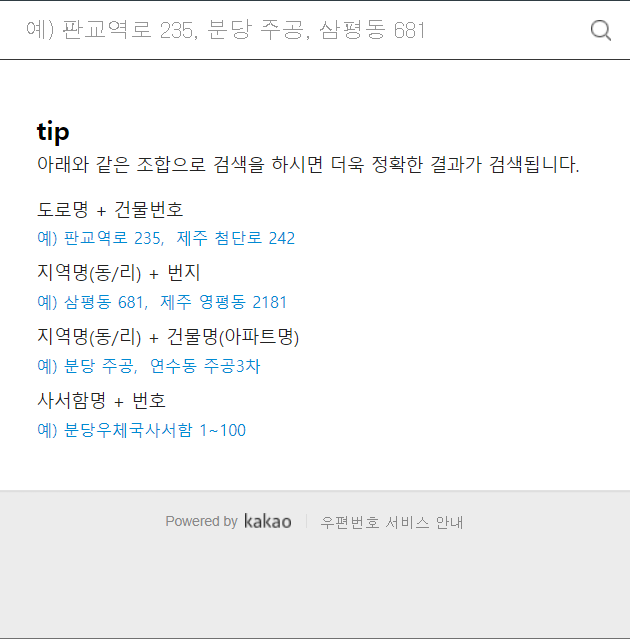 예) 판교역로 235, 분당 주공, 삼평동 681
tip
아래와 같은 조합으로 검색을 하시면 더욱 정확한 결과가 검색됩니다.
도로명 + 건물번호
예) 판교역로 235, 제주 첨단로 242
지역명(동/리) + 번지
예) 삼평동 681, 제주 영평동 2181
지역명(동/리) + 건물명(아파트명)
예) 분당 주공, 연수동 주공3차
사서함명 + 번호
예) 분당우체국사서함 1~100
Powered by kakao 우편번호 서비스 안내